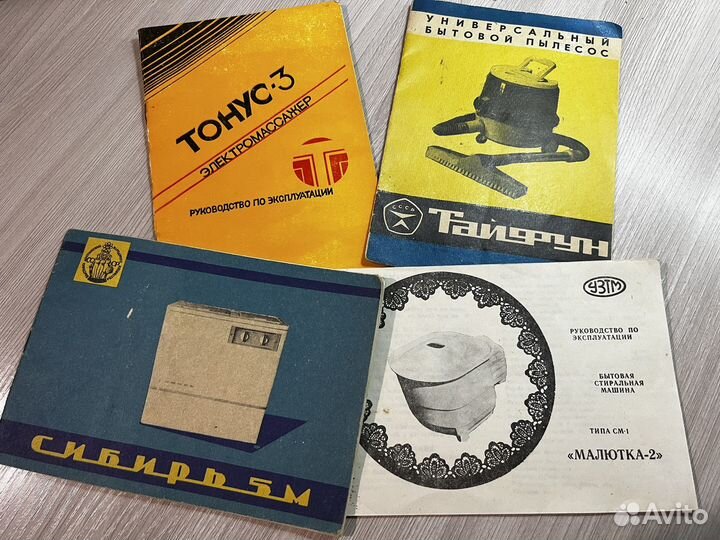 ТОНУС-3
ЭЛЕКТРОМАССАЖЕР
РУКОВОДСТВО ПО ЭКСПЛУАТАЦИИ
УНИВЕРСАЛЬНЫЙ
БЫТОВОЙ ПЫЛЕСОС
СССР
Тайфун
сибирь 5м
УЗТМ
РУКОВОДСТВО ПО
ЭКСПЛУАТАЦИИ
БЫТОВАЯ
СТИРАЛЬНАЯ
МАШИНА
ТИПА СМ-1
«МАЛЮТКА-2»
Avito